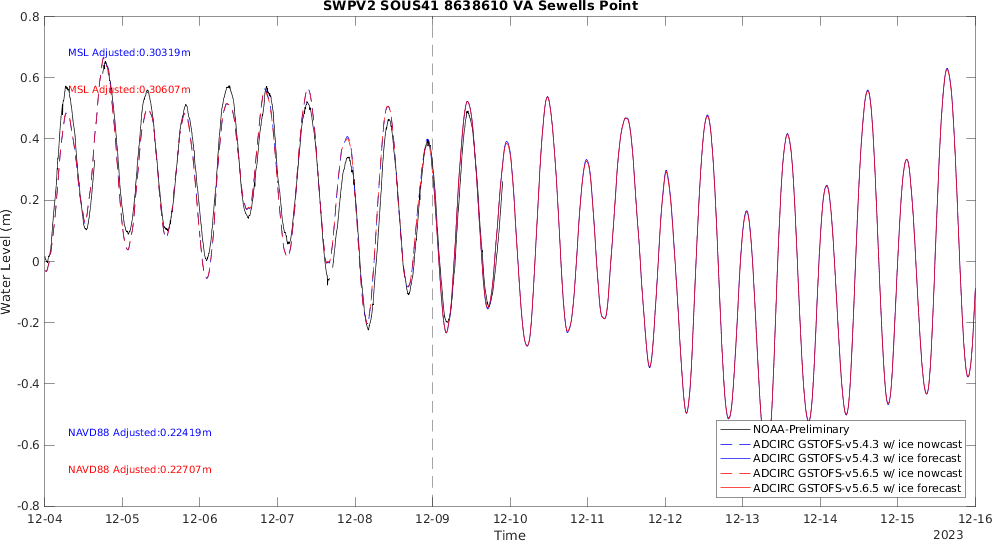 SWPV2 SOUS41 8638610 VA Sewells Point
0.8
0.6
0.4
0.2
0
-0.2
-0.4
-0.6
-0.8
Water Level (m)
MSL Adjusted:0.30319m
MSL Adjusted:0.30607m
NAVD88 Adjusted:0.22419m
NAVD88 Adjusted:0.22707m
NOAA-Preliminary
ADCIRC GSTOFS-v5.4.3 w/ ice nowcast
ADCIRC GSTOFS-v5.4.3 w/ ice forecast
ADCIRC GSTOFS-v5.6.5 w/ ice nowcast
ADCIRC GSTOFS-v5.6.5 w/ ice forecast
12-04 12-05 12-06 12-07 12-08 12-09 12-10 12-11 12-12 12-13 12-14 12-15 12-16
Time
2023